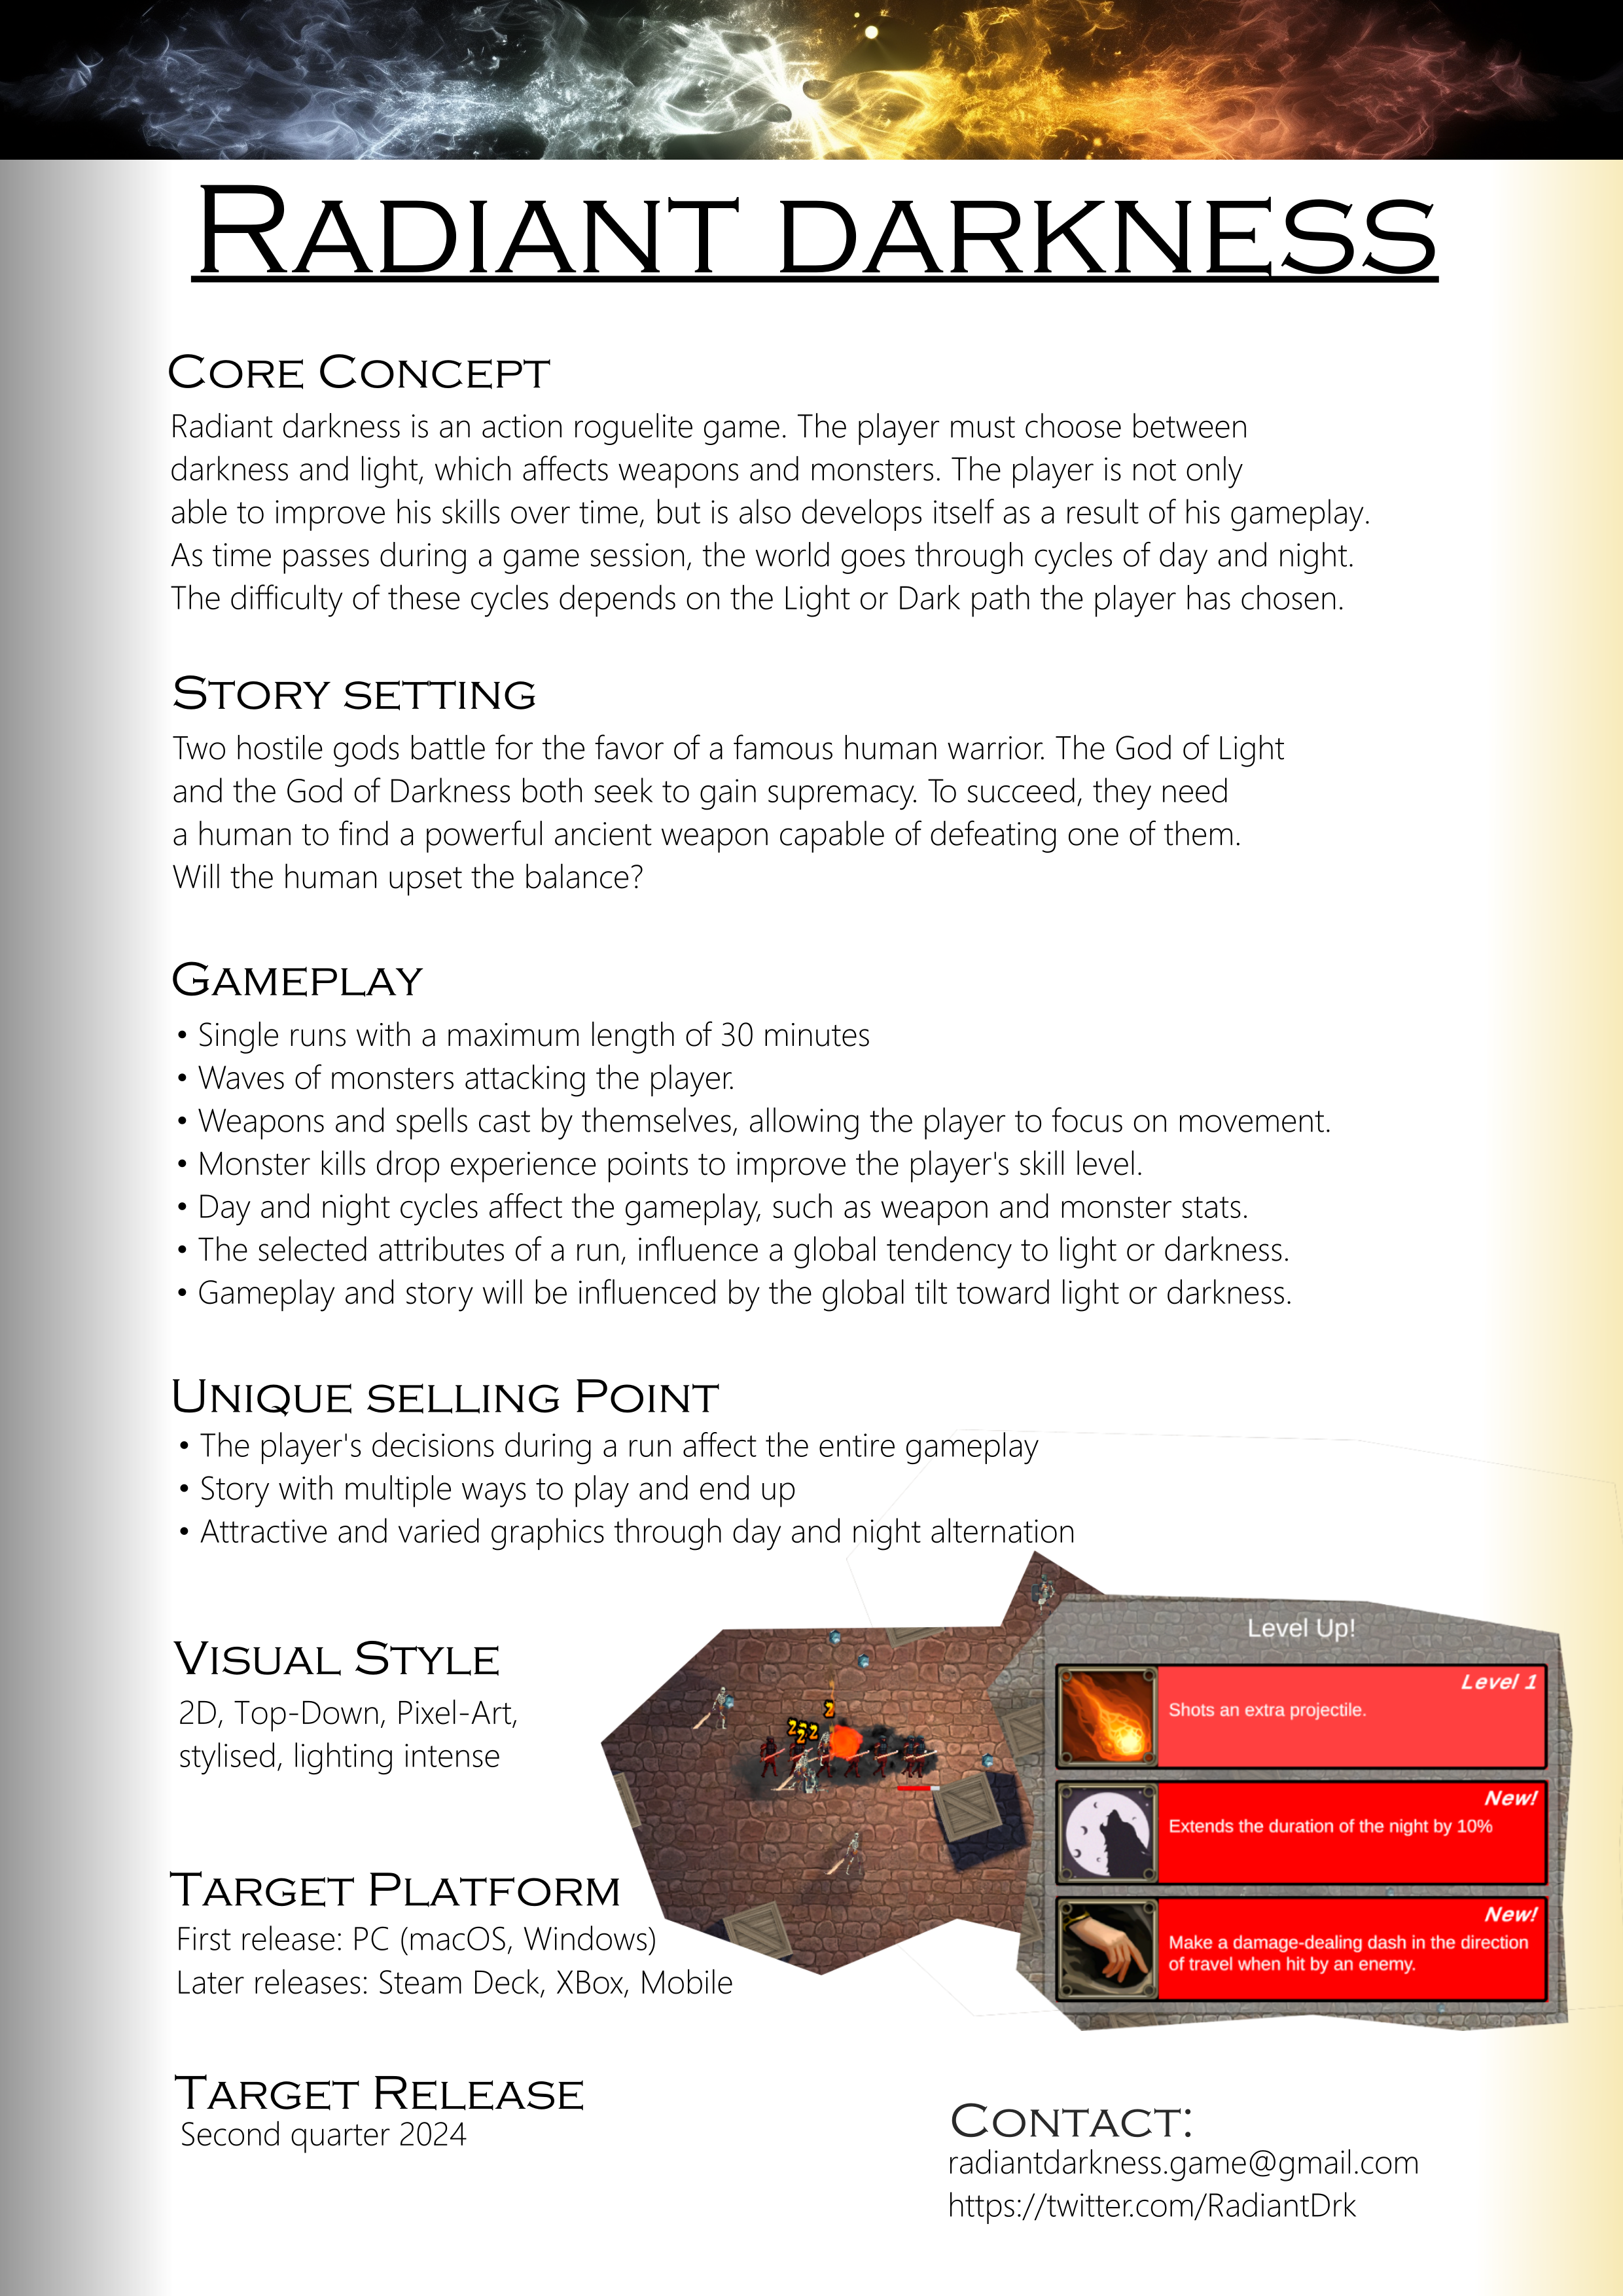 Radiant darkness
Core Concept
Radiant darkness is an action roguelite game. The player must choose between
darkness and light, which affects weapons and monsters. The player is not only
able to improve his skills over time, but is also develops itself as a result of his gameplay.
As time passes during a game session, the world goes through cycles of day and night.
The difficulty of these cycles depends on the Light or Dark path the player has chosen.
Story setting
Two hostile gods battle for the favor of a famous human warrior. The God of Light
and the God of Darkness both seek to gain supremacy. To succeed, they need
a human to find a powerful ancient weapon capable of defeating one of them.
Will the human upset the balance?
Gameplay
• Single runs with a maximum length of 30 minutes
• Waves of monsters attacking the player.
• Weapons and spells cast by themselves, allowing the player to focus on movement.
• Monster kills drop experience points to improve the player's skill level.
• Day and night cycles affect the gameplay, such as weapon and monster stats.
• The selected attributes of a run, influence a global tendency to light or darkness.
• Gameplay and story will be influenced by the global tilt toward light or darkness.
Unique selling Point
• The player's decisions during a run affect the entire gameplay
• Story with multiple ways to play and end up
• Attractive and varied graphics through day and night alternation
Visual Style
2D, Top-Down, Pixel-Art,
stylised, lighting intense
2
2 2 2
Level Up!
Level 1
Shots an extra projectile.
New!
Extends the duration of the night by 10%
New!
Make a damage-dealing dash in the direction
of travel when hit by an enemy.
Target Platform
First release: PC (macOS, Windows)
Later releases: Steam Deck, XBox, Mobile
Target Release
Second quarter 2024
Contact:
radiantdarkness.game@gmail.com
https://twitter.com/RadiantDrk